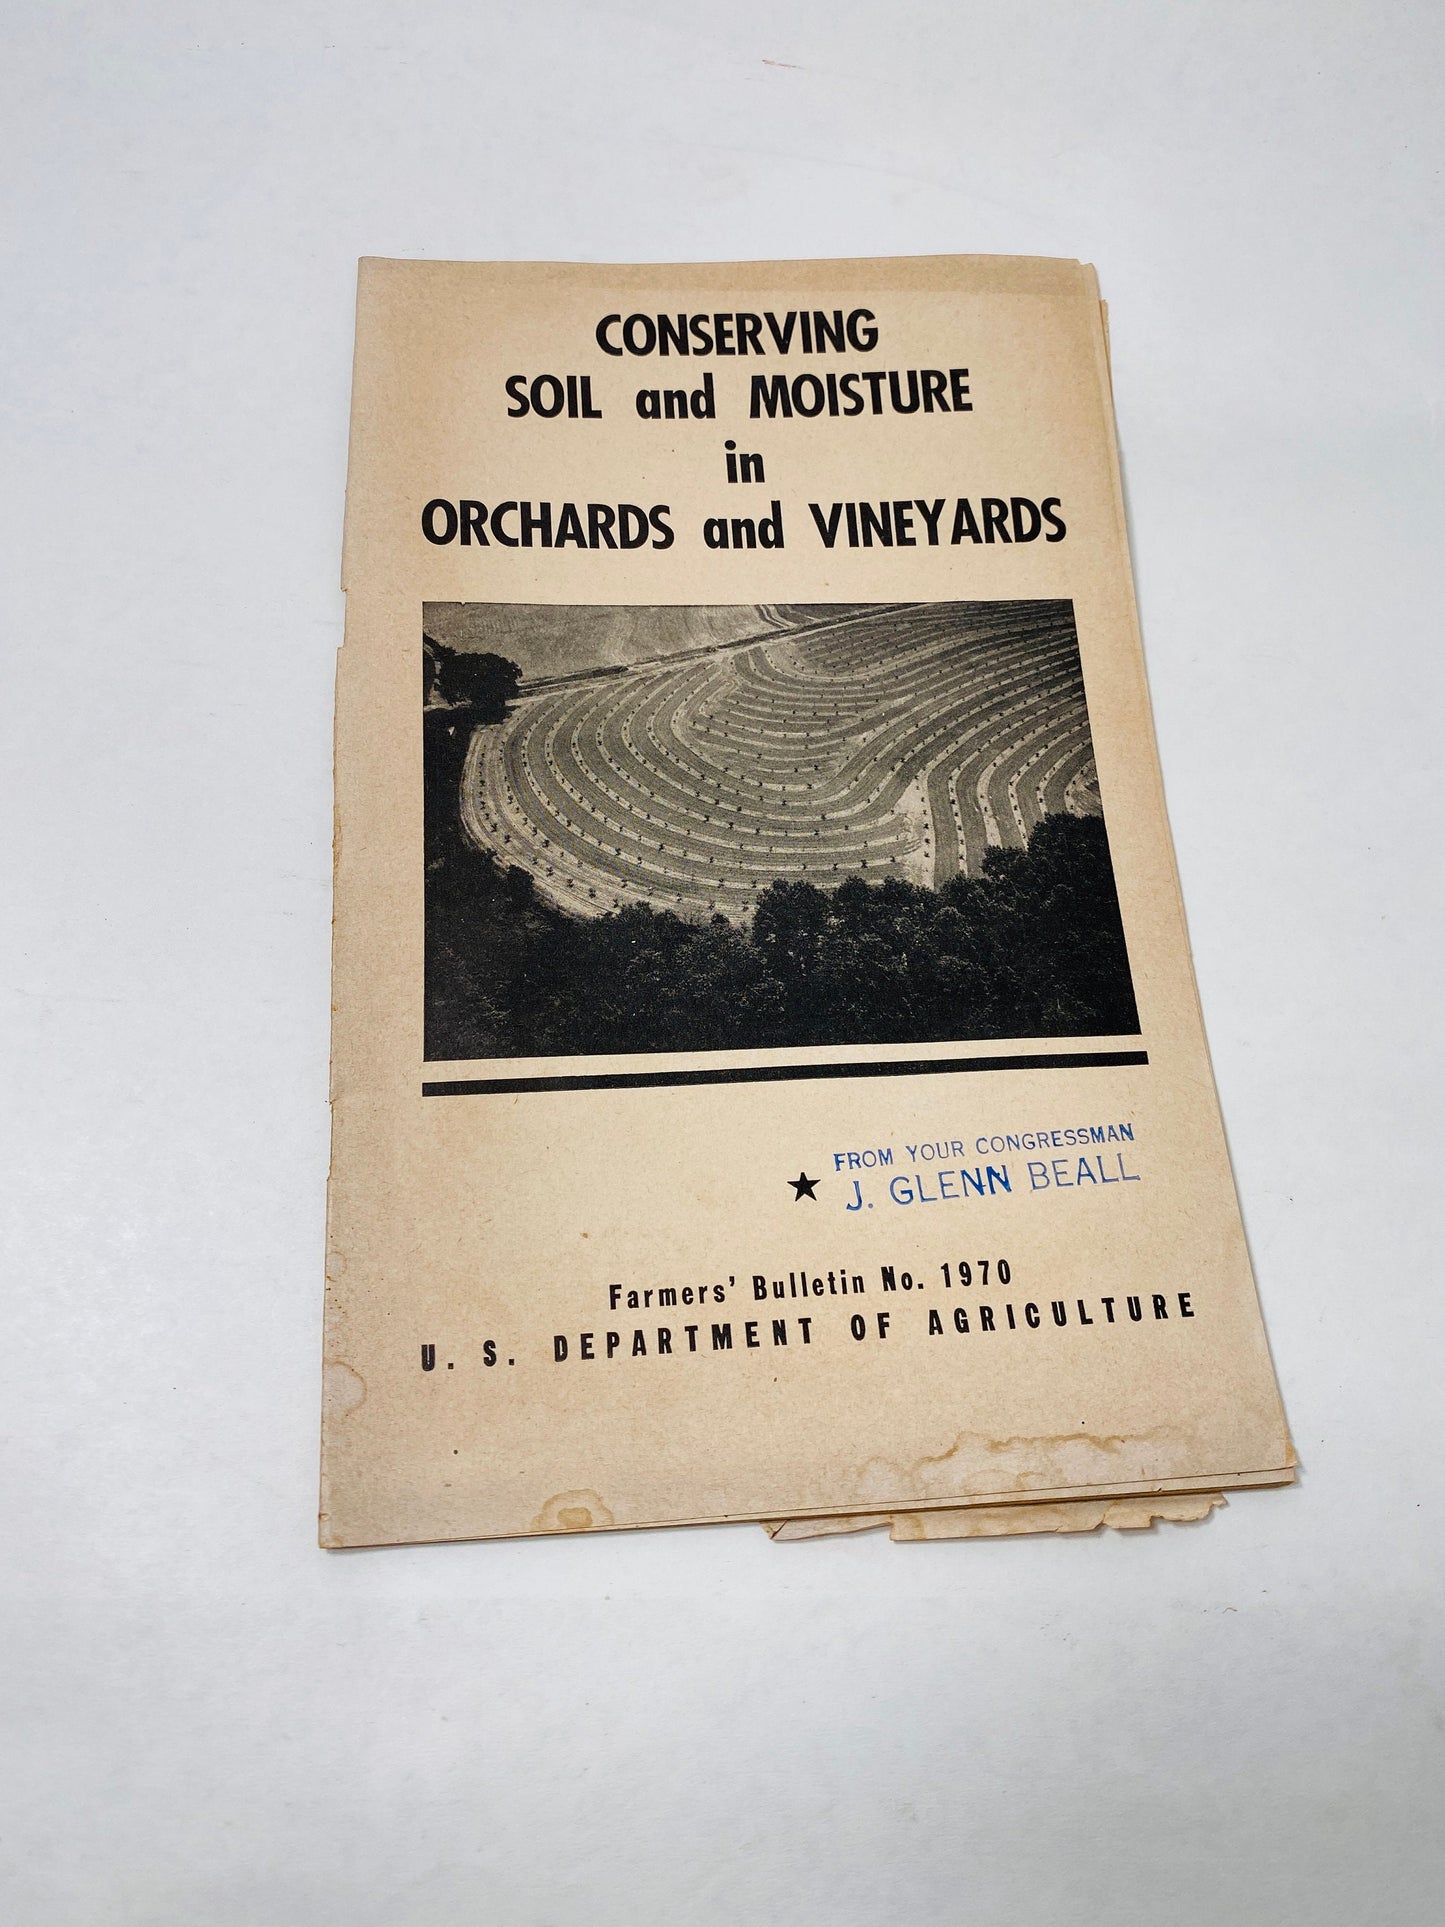 CONSERVING
SOIL and MOISTURE
in
ORCHARDS and VINEYARDS
FROM YOUR CONGRESSMAN
★ J. GLENN BEALL
Farmers' Bulletin No. 1970
U. S. DEPARTMENT OF AGRICULTURE